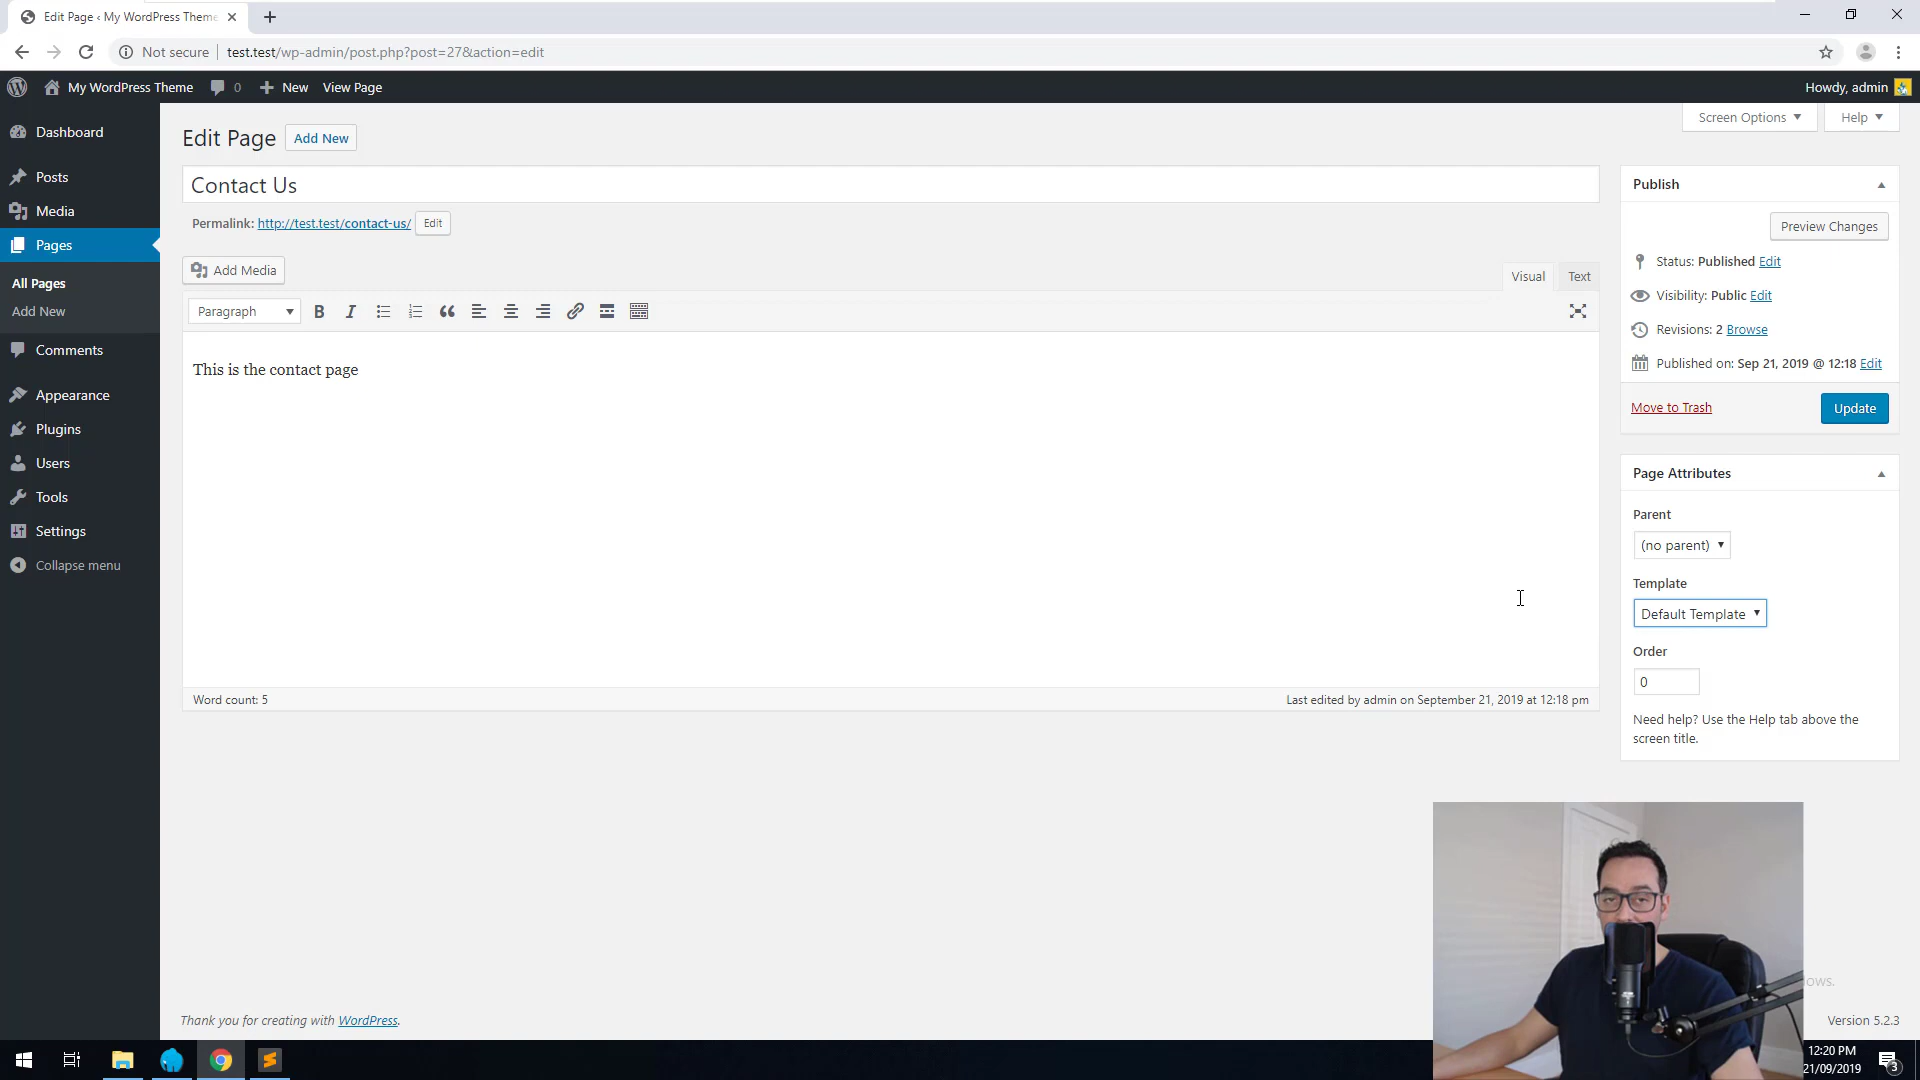 Edit Page ‹ My WordPress Theme
Not secure
test.test/wp-admin/post.php?post=27&action=edit
My WordPress Theme
0
New
View Page
Howdy, admin
Dashboard
Posts
Media
Pages
All Pages
Add New
Comments
Appearance
Plugins
Users
Tools
Settings
Collapse menu
Screen Options
Help
Edit Page
Add New
Contact Us
Permalink: http://test.test/contact-us/
Edit
Add Media
Visual
Text
Paragraph
This is the contact page
Word count: 5
Last edited by admin on September 21, 2019 at 12:18 pm
Publish
Preview Changes
Status: Published Edit
Visibility: Public Edit
Revisions: 2 Browse
Published on: Sep 21, 2019 @ 12:18 Edit
Move to Trash
Update
Page Attributes
Parent
(no parent)
Template
Default Template
Order
0
Need help? Use the Help tab above the
screen title.
Thank you for creating with WordPress.
Version 5.2.3
12:20 PM
21/09/2019
3